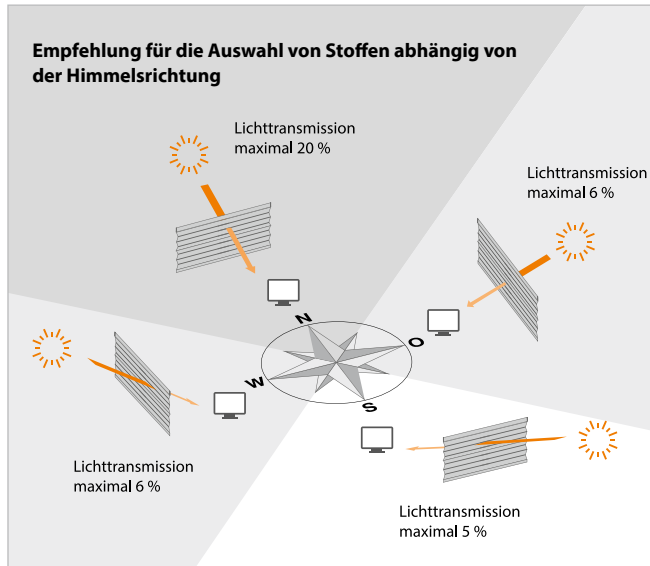 Empfehlung für die Auswahl von Stoffen abhängig von
der Himmelsrichtung
Lichttransmission
maximal 20 %
Lichttransmission
maximal 6 %
N
O
W
S
Lichttransmission
maximal 6 %
Lichttransmission
maximal 5 %